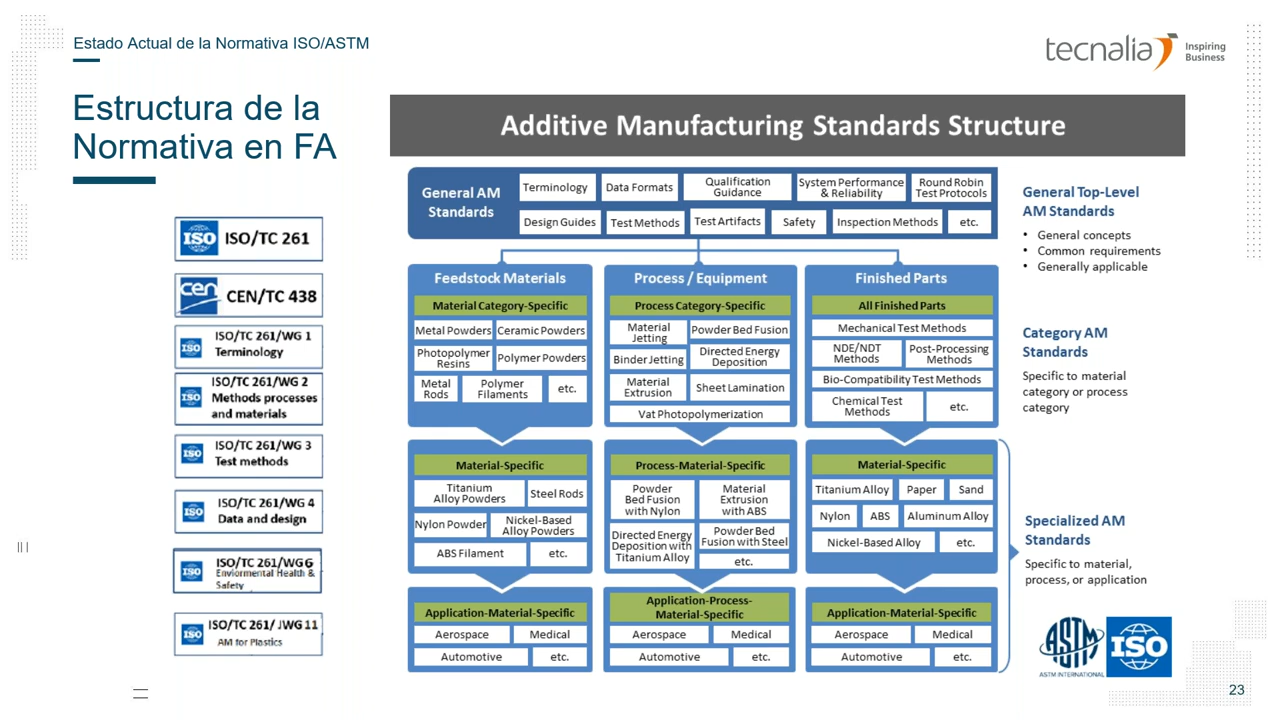 Estado Actual de la Normativa ISO/ASTM
tecnalia
Inspiring
Business
Estructura de la
Normativa en FA
ISO
ISO/TC 261
cen
CEN/TC 438
ISO
ISO/TC 261/WG 1
Terminology
ISO
ISO/TC 261/WG 2
Methods processes
and materials
ISO
ISO/TC 261/WG 3
Test methods
ISO
ISO/TC 261/WG 4
Data and design
ISO
ISO/TC 261/WG6
Enviormental Health &
Safety
ISO
ISO/TC 261/ JWG 11
AM for Plastics
Additive Manufacturing Standards Structure
General AM
Standards
Terminology
Data Formats
Qualification
Guidance
System Performance
& Reliability
Round Robin
Test Protocols
Design Guides
Test Methods
Test Artifacts
Safety
Inspection Methods
etc.
General Top-Level
AM Standards
• General concepts
• Common requirements
• Generally applicable
Feedstock Materials
Material Category-Specific
Metal Powders
Ceramic Powders
Photopolymer
Resins
Polymer Powders
Metal
Rods
Polymer
Filaments
etc.
Process / Equipment
Process Category-Specific
Material
Jetting
Powder Bed Fusion
Binder Jetting
Directed Energy
Deposition
Material
Extrusion
Sheet Lamination
Vat Photopolymerization
Finished Parts
All Finished Parts
Mechanical Test Methods
NDE/NDT
Methods
Post-Processing
Methods
Bio-Compatibility Test Methods
Chemical Test
Methods
etc.
Category AM
Standards
Specific to material
category or process
category
Material-Specific
Titanium
Alloy Powders
Steel Rods
Nylon Powder
Nickel-Based
Alloy Powders
ABS Filament
etc.
Process-Material-Specific
Powder
Bed Fusion
with Nylon
Material
Extrusion
with ABS
Directed Energy
Deposition with
Titanium Alloy
Powder Bed
Fusion with Steel
etc.
Material-Specific
Titanium Alloy
Paper
Sand
Nylon
ABS
Aluminum Alloy
Nickel-Based Alloy
etc.
Specialized AM
Standards
Specific to material,
process, or application
Application-Material-Specific
Aerospace
Medical
Automotive
etc.
Application-Process-
Material-Specific
Aerospace
Medical
Automotive
etc.
Application-Material-Specific
Aerospace
Medical
Automotive
etc.
ASTM
ASTM INTERNATIONAL
ISO
23